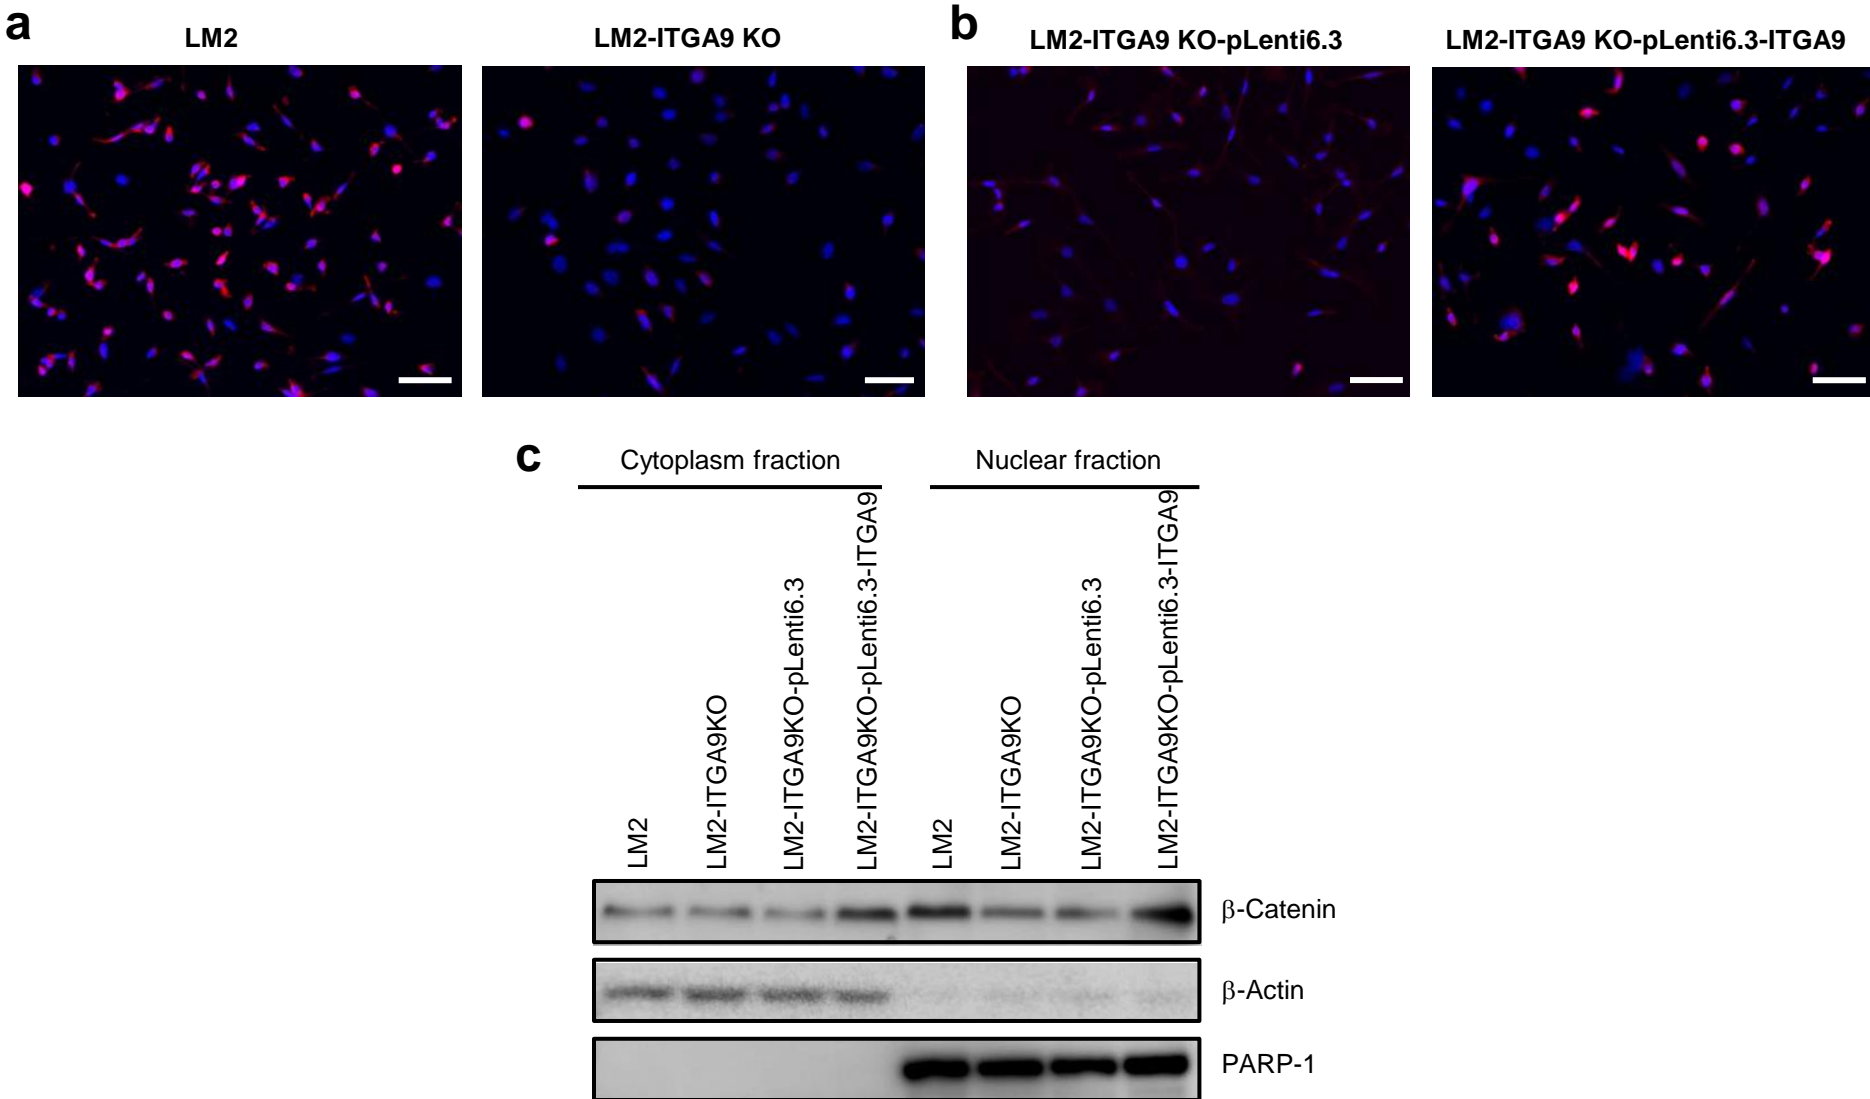 a
LM2
LM2-ITGA9 KO
b
LM2-ITGA9 KO-pLenti6.3
LM2-ITGA9 KO-pLenti6.3-ITGA9
c
Cytoplasm fraction
Nuclear fraction
LM2
LM2-ITGA9KO
LM2-ITGA9KO-pLenti6.3
LM2-ITGA9KO-pLenti6.3-ITGA9
LM2
LM2-ITGA9KO
LM2-ITGA9KO-pLenti6.3
LM2-ITGA9KO-pLenti6.3-ITGA9
β-Catenin
β-Actin
PARP-1